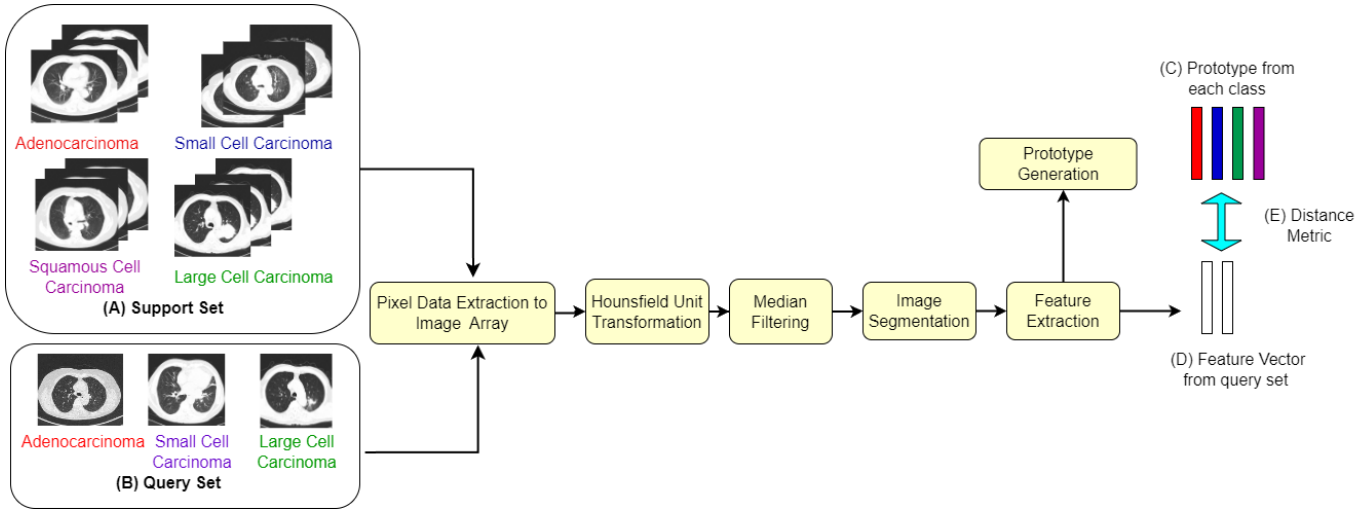 Adenocarcinoma
Small Cell Carcinoma
Squamous Cell
Carcinoma
Large Cell Carcinoma
(A) Support Set
Adenocarcinoma
Small Cell
Carcinoma
Large Cell
Carcinoma
(B) Query Set
Pixel Data Extraction to
Image Array
Hounsfield Unit
Transformation
Median
Filtering
Image
Segmentation
Feature
Extraction
Prototype
Generation
(C) Prototype from
each class
(E) Distance
Metric
(D) Feature Vector
from query set